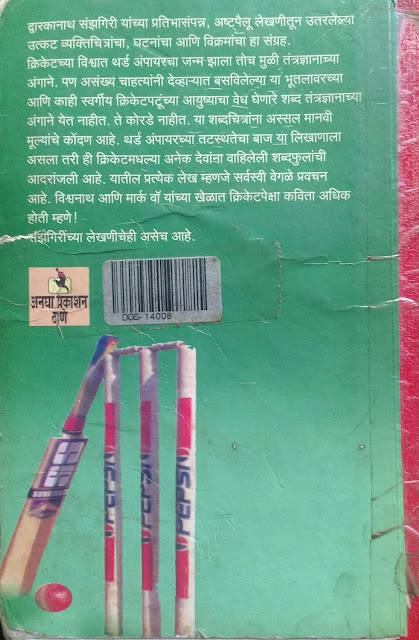 द्वारकानाथ संझगिरी यांच्या प्रतिभासंपन्न, अष्टपैलू लेखणीतून उतरलेल्या
उत्कट व्यक्तिचित्रांचा, घटनांचा आणि विक्रमांचा हा संग्रह.
क्रिकेटच्या विश्वात थर्ड अंपायरचा जन्म झाला तोच मुळी तंत्रज्ञानाच्या
अंगाने. पण असंख्य चाहत्यांनी देव्हाऱ्यात बसविलेल्या या भूतलावरच्या
आणि काही स्वर्गीय क्रिकेटपटूंच्या आयुष्याचा वेध घेणारे शब्द तंत्रज्ञानाच्या
अंगाने येत नाहीत. ते कोरडे नाहीत. या शब्दचित्रांना अस्सल मानवी
मूल्यांचे कोंदण आहे. थर्ड अंपायरच्या तटस्थतेचा बाज या लिखाणाला
असला तरी ही क्रिकेटमधल्या अनेक देवांना वाहिलेली शब्दफुलांची
आदरांजली आहे. यातील प्रत्येक लेख म्हणजे सर्वस्वी वेगळे प्रवचन
आहे. विश्वनाथ आणि मार्क वॉ यांच्या खेळात क्रिकेटपेक्षा कविता अधिक
होती म्हणे!
संझगिरींच्या लेखणीचेही असेच आहे.
अनघा प्रकाशन
ठाणे
DGS- 14008
PEPSI
PEPSI
PEPSI